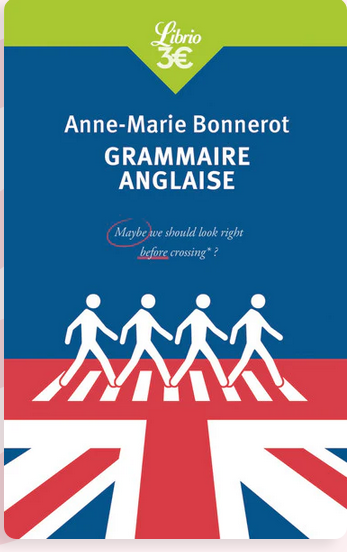 Librio
3€
Anne-Marie Bonnerot
GRAMMAIRE
ANGLAISE
Maybe we should look right
before crossing* ?